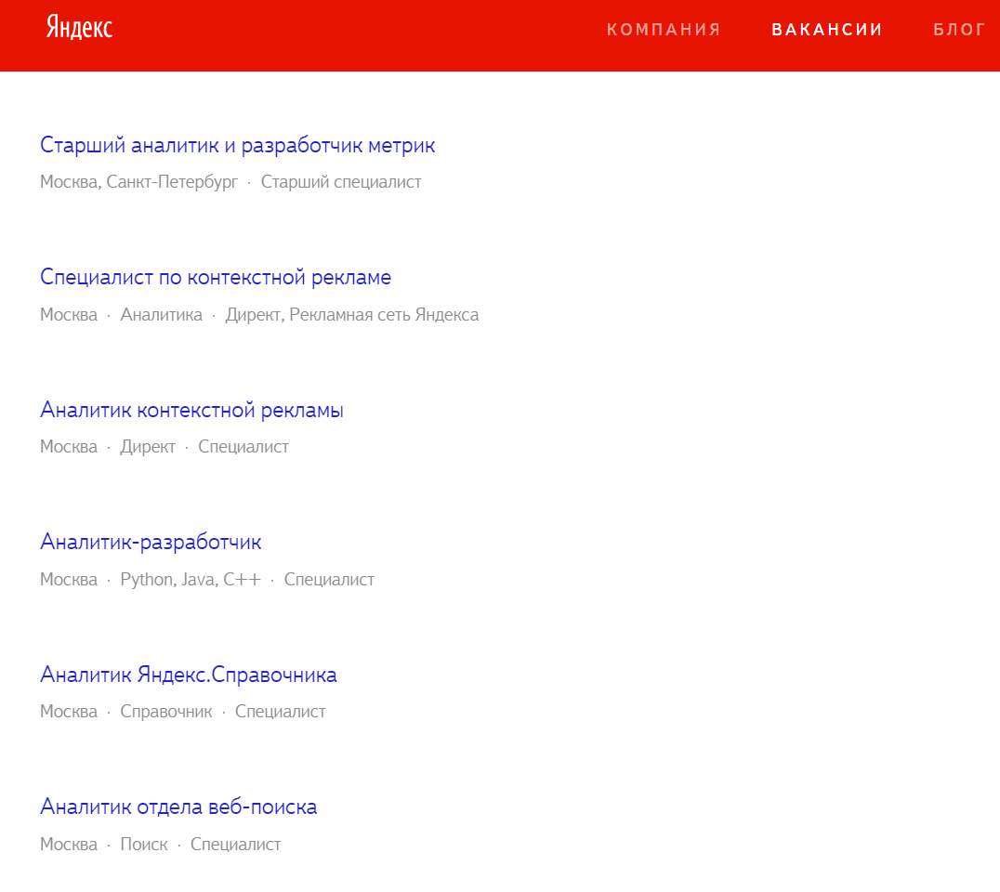 Яндекс
КОМПАНИЯ ВАКАНСИИ БЛОГ
Старший аналитик и разработчик метрик
Москва, Санкт-Петербург · Старший специалист
Специалист по контекстной рекламе
Москва · Аналитика · Директ, Рекламная сеть Яндекса
Аналитик контекстной рекламы
Москва · Директ · Специалист
Аналитик-разработчик
Москва · Python, Java, C++ · Специалист
Аналитик Яндекс.Справочника
Москва · Справочник · Специалист
Аналитик отдела веб-поиска
Москва · Поиск · Специалист